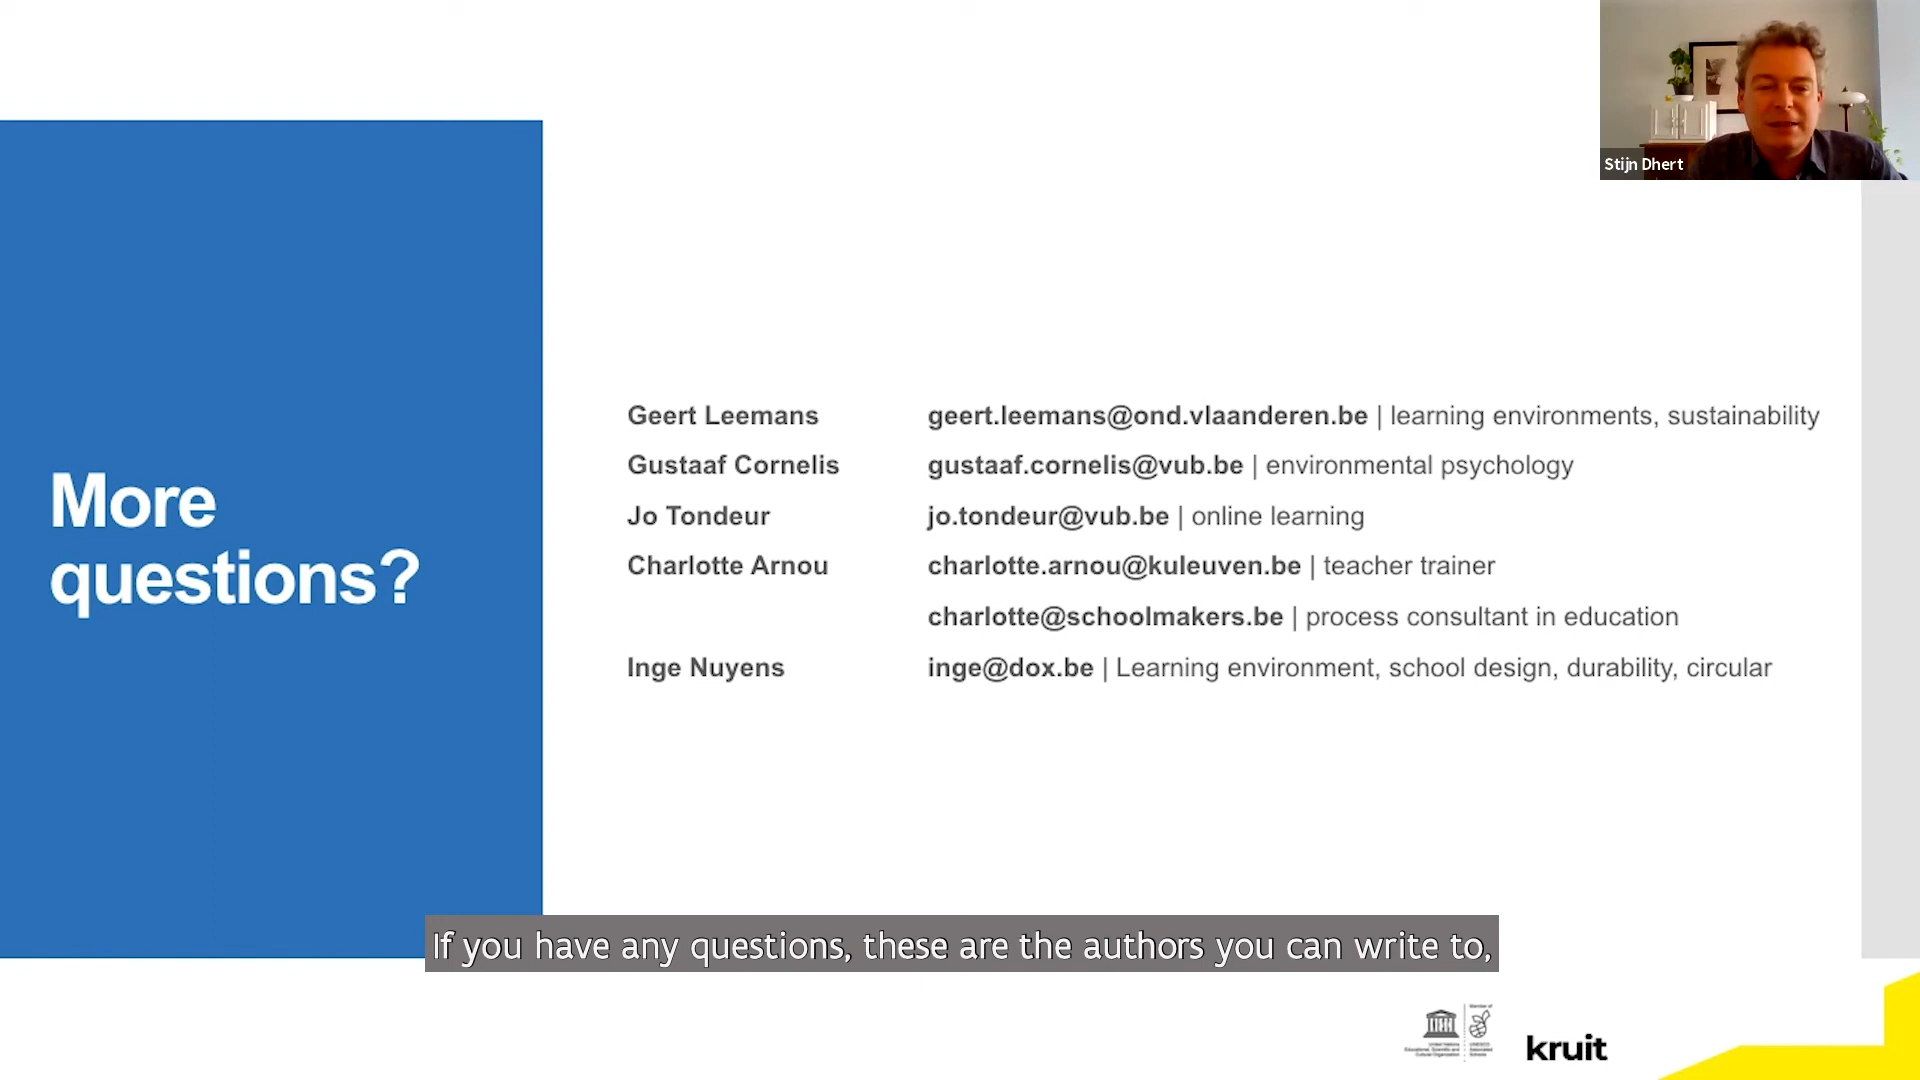 Stijn Dhert
More
questions?
Geert Leemans geert.leemans@ond.vlaanderen.be | learning environments, sustainability
Gustaaf Cornelis gustaaf.cornelis@vub.be | environmental psychology
Jo Tondeur jo.tondeur@vub.be | online learning
Charlotte Arnou charlotte.arnou@kuleuven.be | teacher trainer
charlotte@schoolmakers.be | process consultant in education
Inge Nuyens inge@dox.be | Learning environment, school design, durability, circular
If you have any questions, these are the authors you can write to,
kruit